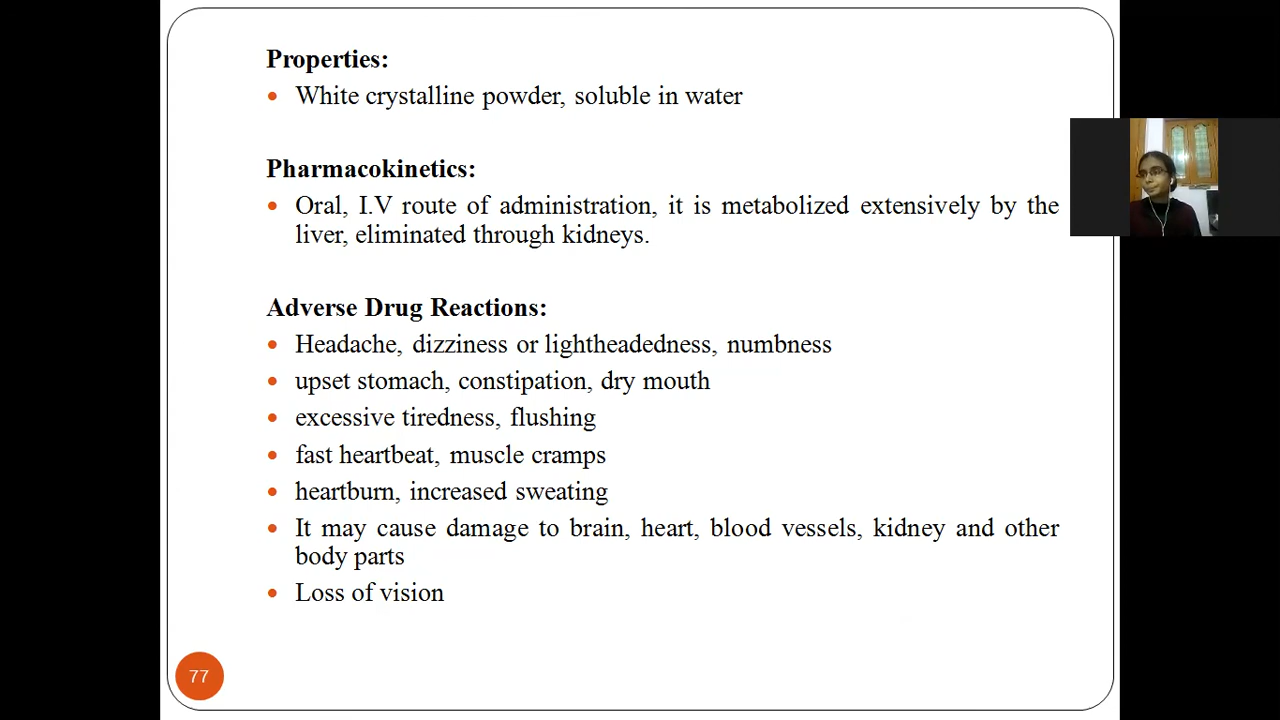 Properties:
White crystalline powder, soluble in water
Pharmacokinetics:
Oral, I.V route of administration, it is metabolized extensively by the
liver, eliminated through kidneys.
Adverse Drug Reactions:
Headache, dizziness or lightheadedness, numbness
upset stomach, constipation, dry mouth
excessive tiredness, flushing
fast heartbeat, muscle cramps
heartburn, increased sweating
It may cause damage to brain, heart, blood vessels, kidney and other
body parts
Loss of vision
77